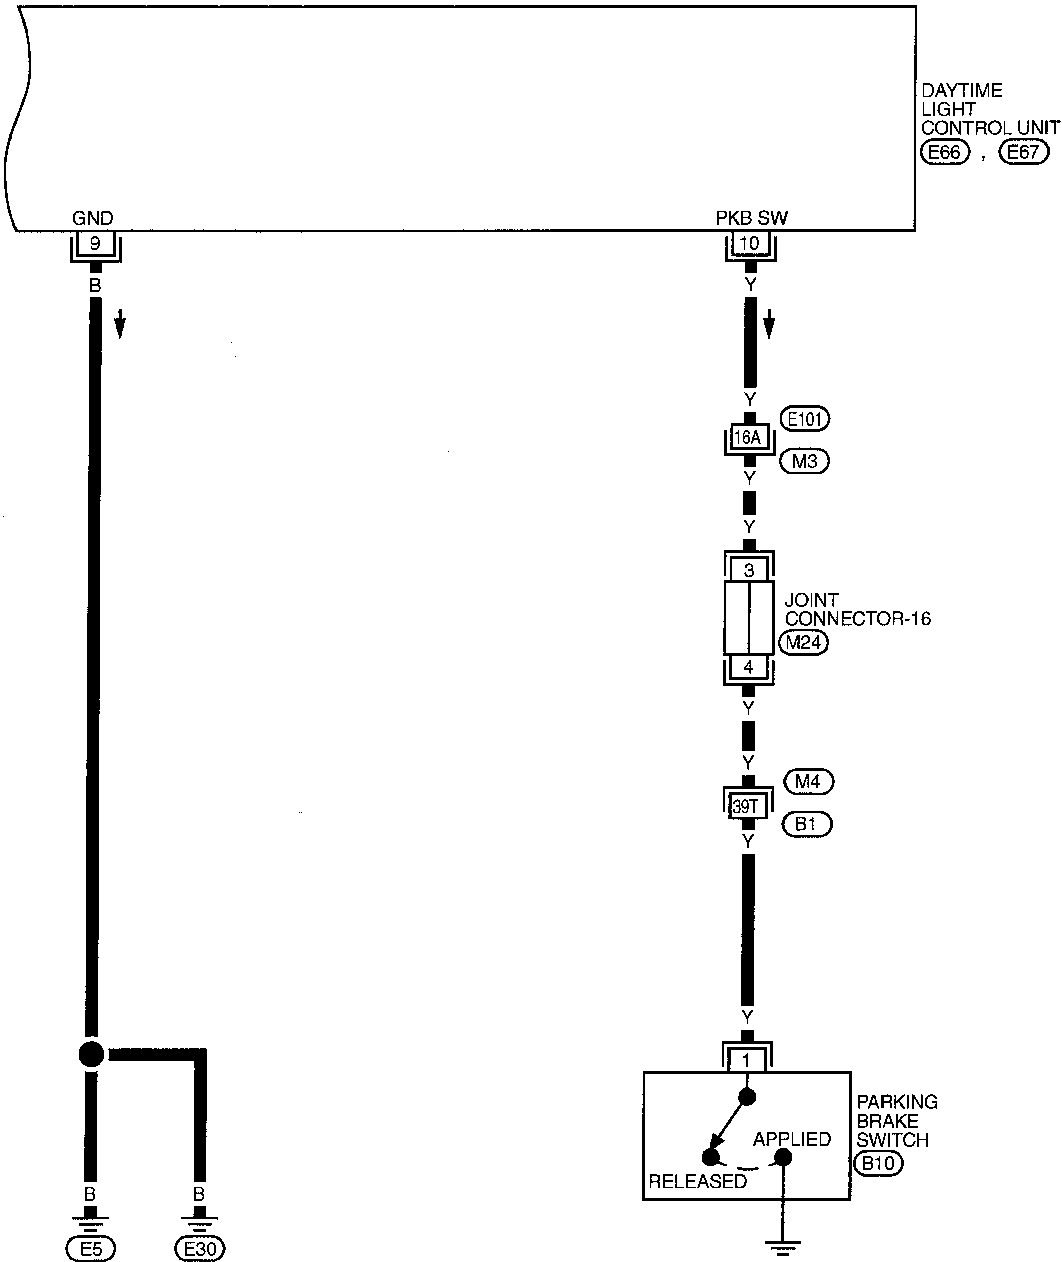 DAYTIME
LIGHT
CONTROL UNIT
E66 , E67
GND
PKB SW
9
10
B
Y
Y
E101
16A
M3
Y
Y
3
JOINT
CONNECTOR-16
M24
4
Y
Y
M4
39T
B1
Y
Y
1
PARKING
BRAKE
SWITCH
B10
APPLIED
RELEASED
B
B
E5
E30